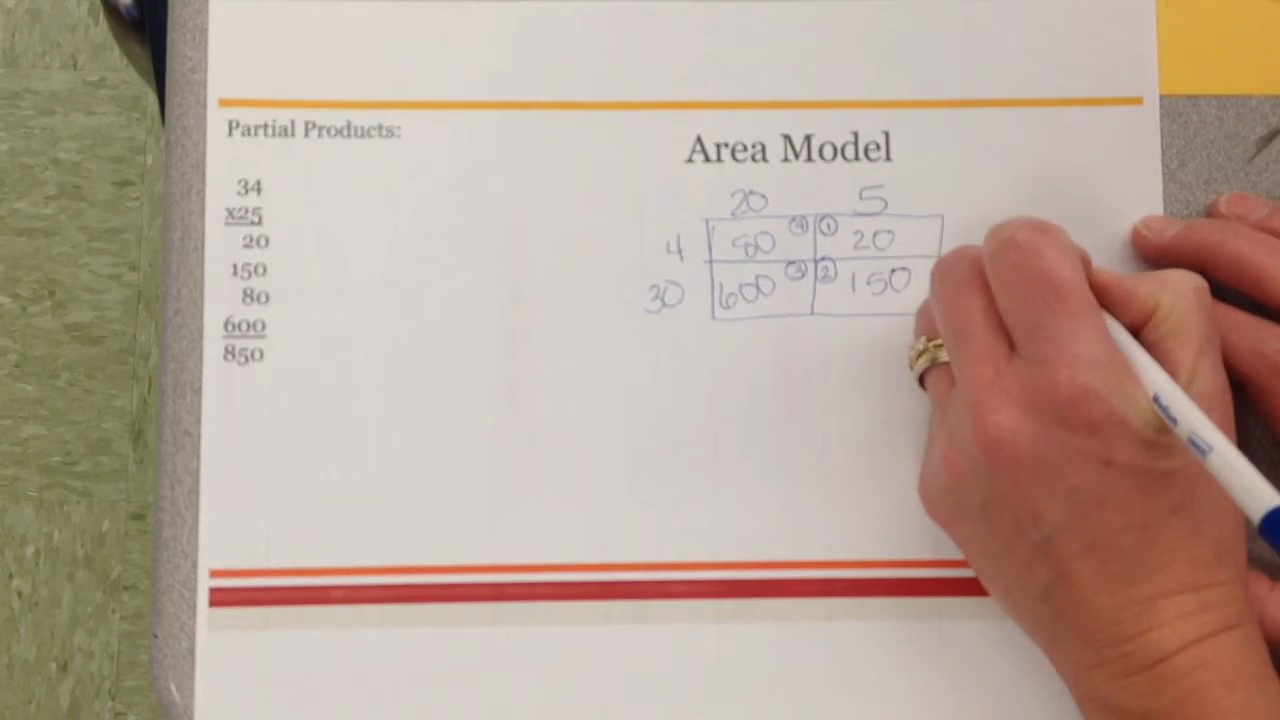 Partial Products:
34
x25
20
150
80
600
850
Area Model
20 5
4 80 ④ ① 20
30 600 ③ ② 150